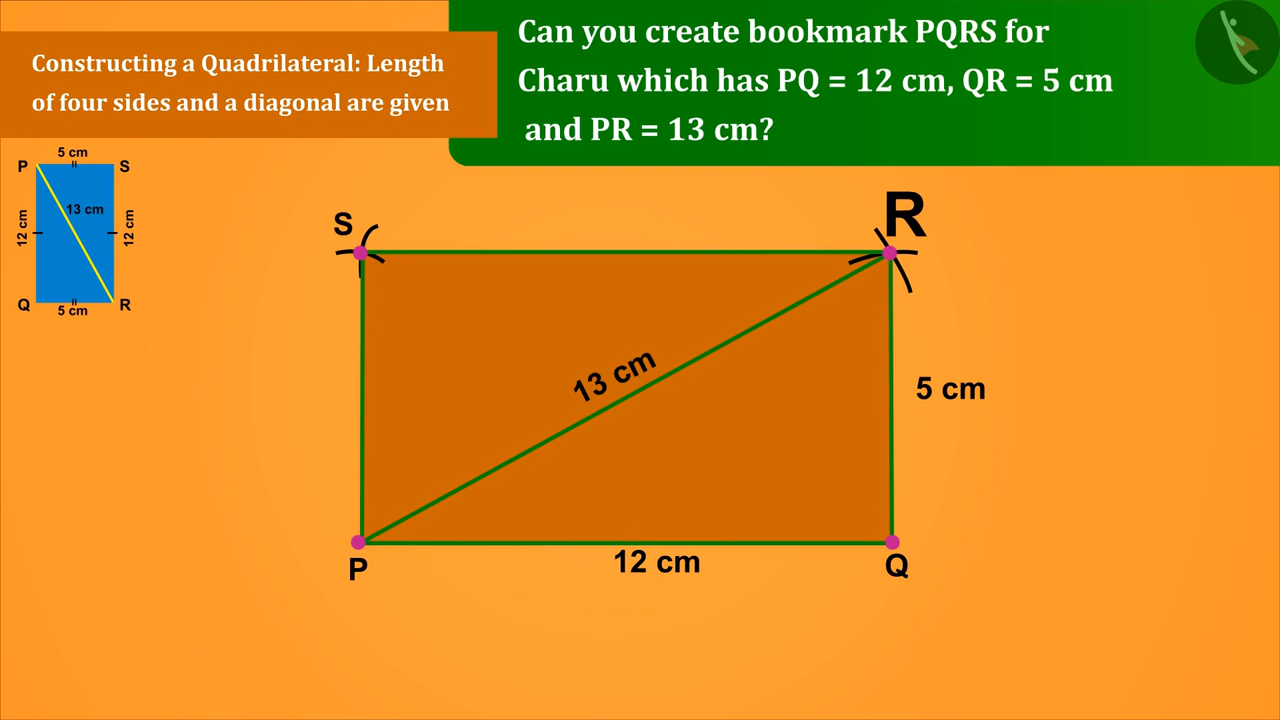 Constructing a Quadrilateral: Length
of four sides and a diagonal are given
Can you create bookmark PQRS for
Charu which has PQ = 12 cm, QR = 5 cm
and PR = 13 cm?
5 cm
P
S
13 cm
12 cm
12 cm
Q
R
5 cm
S
R
13 cm
5 cm
P
12 cm
Q